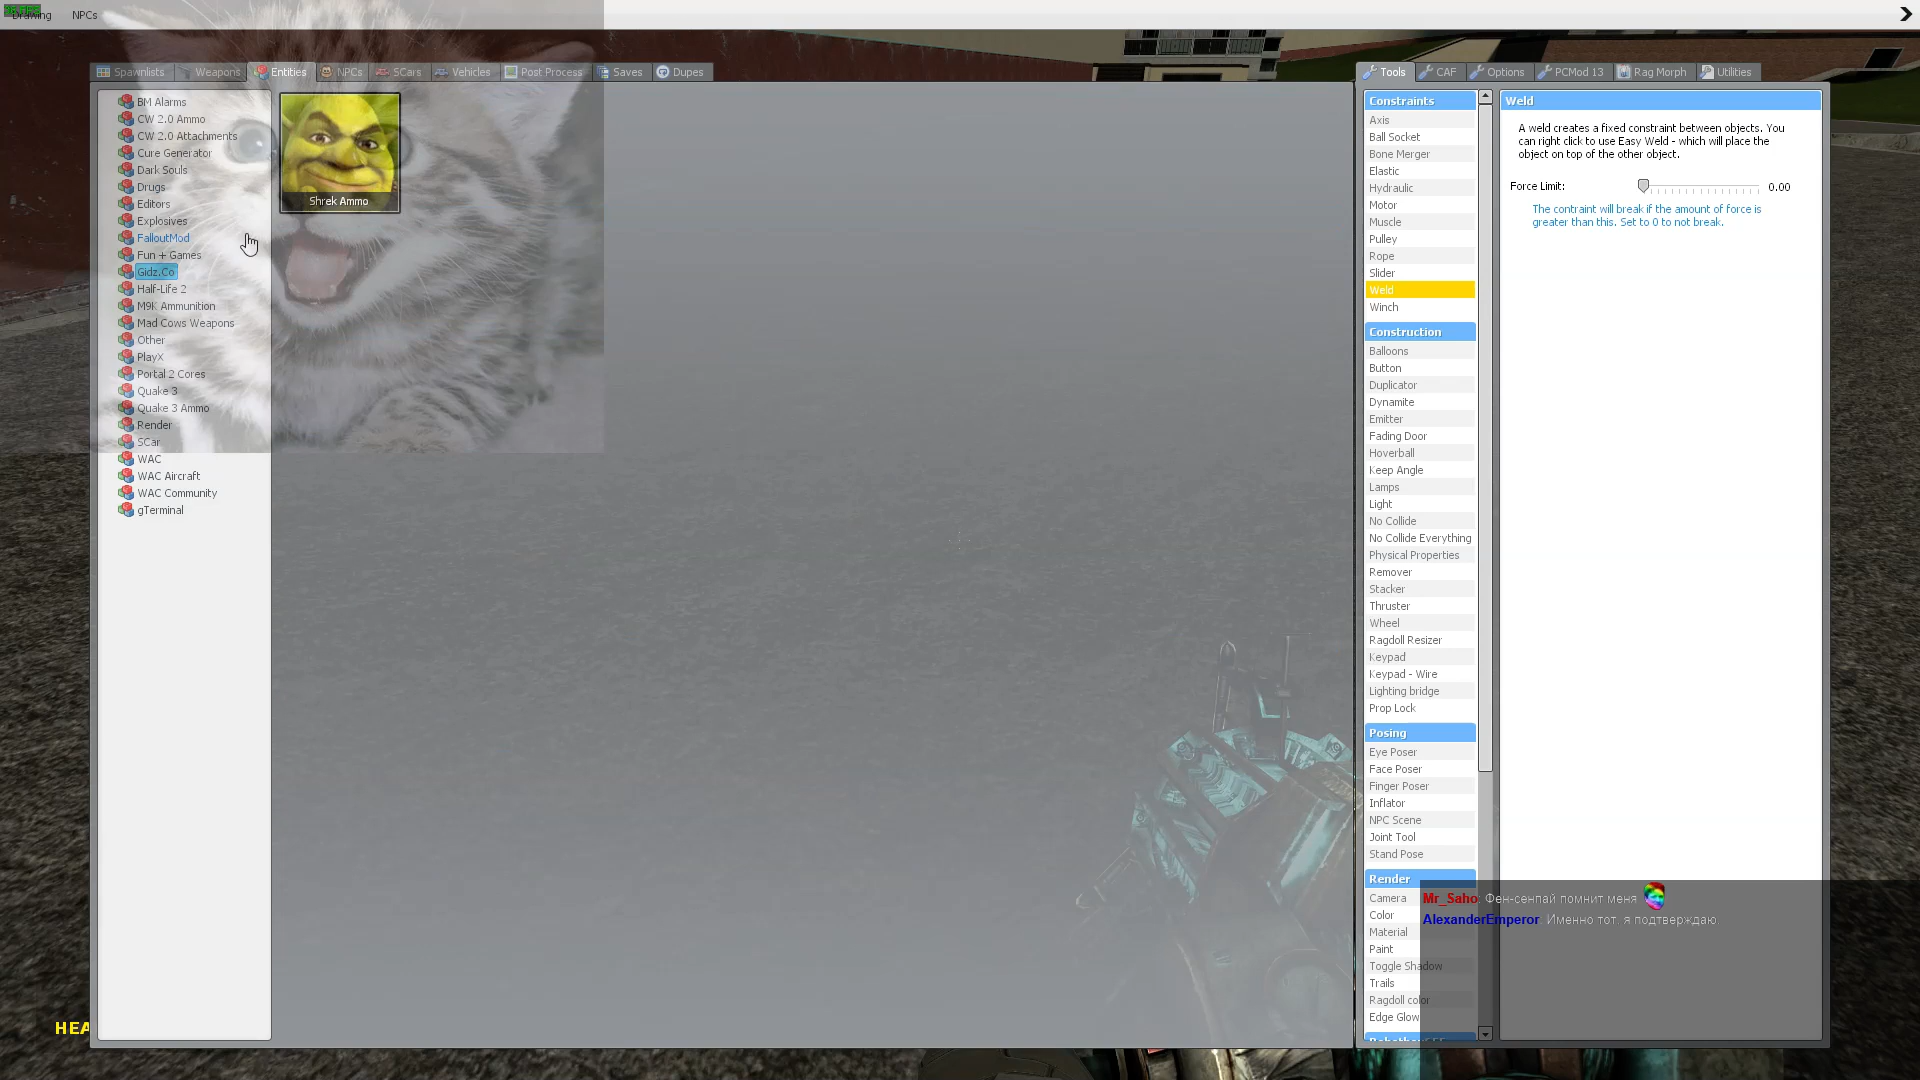 Drawing NPCs
Spawnlists Weapons Entities NPCs SCars Vehicles Post Process Saves Dupes
Tools CAF Options PCMod 13 Rag Morph Utilities
BM Alarms
CW 2.0 Ammo
CW 2.0 Attachments
Cure Generator
Dark Souls
Drugs
Editors
Explosives
FalloutMod
Fun + Games
Gidz.Co
Half-Life 2
M9K Ammunition
Mad Cows Weapons
Other
PlayX
Portal 2 Cores
Quake 3
Quake 3 Ammo
Render
SCar
WAC
WAC Aircraft
WAC Community
gTerminal
Shrek Ammo
Constraints
Axis
Ball Socket
Bone Merger
Elastic
Hydraulic
Motor
Muscle
Pulley
Rope
Slider
Weld
Winch
Construction
Balloons
Button
Duplicator
Dynamite
Emitter
Fading Door
Hoverball
Keep Angle
Lamps
Light
No Collide
No Collide Everything
Physical Properties
Remover
Stacker
Thruster
Wheel
Ragdoll Resizer
Keypad
Keypad - Wire
Lighting bridge
Prop Lock
Posing
Eye Poser
Face Poser
Finger Poser
Inflator
NPC Scene
Joint Tool
Stand Pose
Render
Camera
Color
Material
Paint
Toggle Shadow
Trails
Ragdoll color
Edge Glow
Weld
A weld creates a fixed constraint between objects. You
can right click to use Easy Weld - which will place the
object on top of the other object.
Force Limit: 0.00
The contraint will break if the amount of force is
greater than this. Set to 0 to not break.
Mr_Saho: Фен-сенпай помнит меня
AlexanderEmperor: Именно тот, я подтверждаю.
HEA